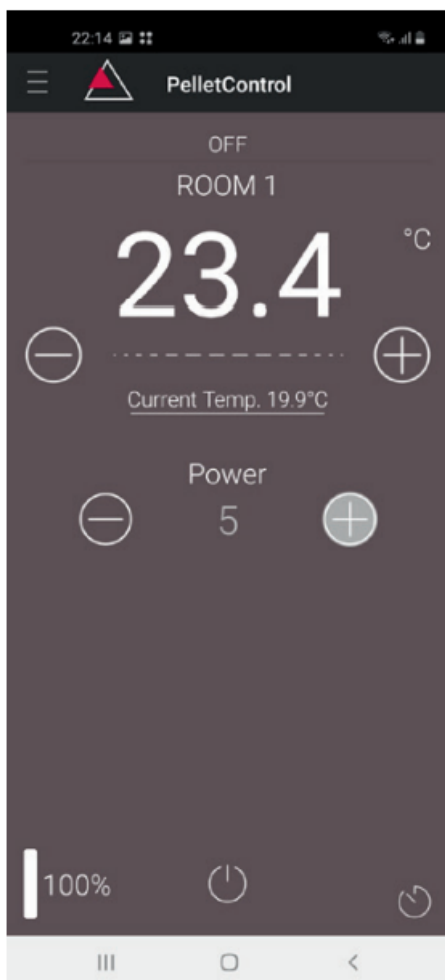 22:14
PelletControl
OFF
ROOM 1
23.4 °C
Current Temp. 19.9°C
Power
5
100%